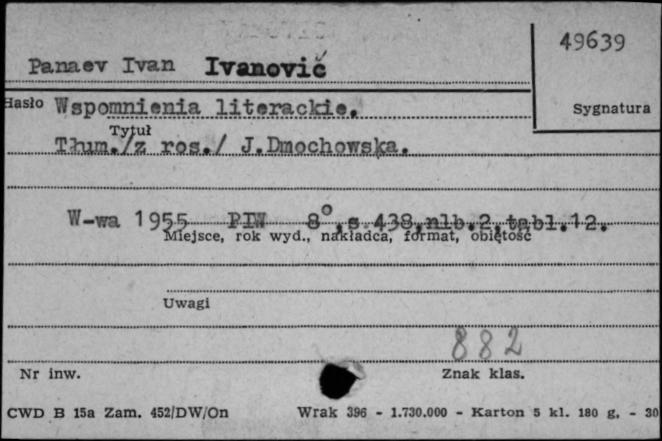 49639
Panaev Ivan Ivanovič
Hasło Wspomnienia literackie.
Sygnatura
Tytuł
Tłum./z ros./ J.Dmochowska.
W-wa 1955 PIW 8°,s.438,nlb.2,tabl.12.
Miejsce, rok wyd., nakładca, format, objętość
Uwagi
882
Nr inw.
Znak klas.
CWD B 15a Zam. 452/DW/On Wrak 396 - 1.730.000 - Karton 5 kl. 180 g, - 30